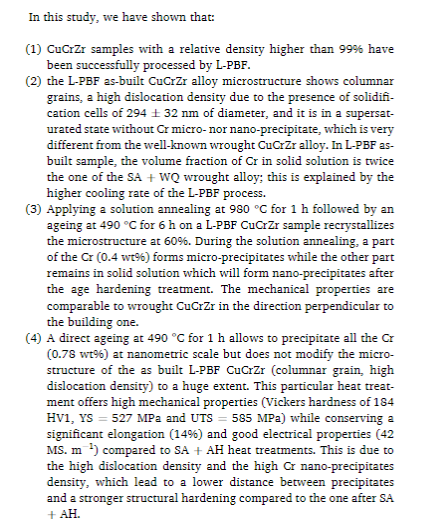 In this study, we have shown that:
(1) CuCrZr samples with a relative density higher than 99% have
been successfully processed by L-PBF.
(2) the L-PBF as-built CuCrZr alloy microstructure shows columnar
grains, a high dislocation density due to the presence of solidifi-
cation cells of 294 ± 32 nm of diameter, and it is in a supersat-
urated state without Cr micro- nor nano-precipitate, which is very
different from the well-known wrought CuCrZr alloy. In L-PBF as-
built sample, the volume fraction of Cr in solid solution is twice
the one of the SA + WQ wrought alloy; this is explained by the
higher cooling rate of the L-PBF process.
(3) Applying a solution annealing at 980 °C for 1 h followed by an
ageing at 490 °C for 6 h on a L-PBF CuCrZr sample recrystallizes
the microstructure at 60%. During the solution annealing, a part
of the Cr (0.4 wt%) forms micro-precipitates while the other part
remains in solid solution which will form nano-precipitates after
the age hardening treatment. The mechanical properties are
comparable to wrought CuCrZr in the direction perpendicular to
the building one.
(4) A direct ageing at 490 °C for 1 h allows to precipitate all the Cr
(0.78 wt%) at nanometric scale but does not modify the micro-
structure of the as built L-PBF CuCrZr (columnar grain, high
dislocation density) to a huge extent. This particular heat treat-
ment offers high mechanical properties (Vickers hardness of 184
HV1, YS = 527 MPa and UTS = 585 MPa) while conserving a
significant elongation (14%) and good electrical properties (42
MS. m⁻¹) compared to SA + AH heat treatments. This is due to
the high dislocation density and the high Cr nano-precipitates
density, which lead to a lower distance between precipitates
and a stronger structural hardening compared to the one after SA
+ AH.